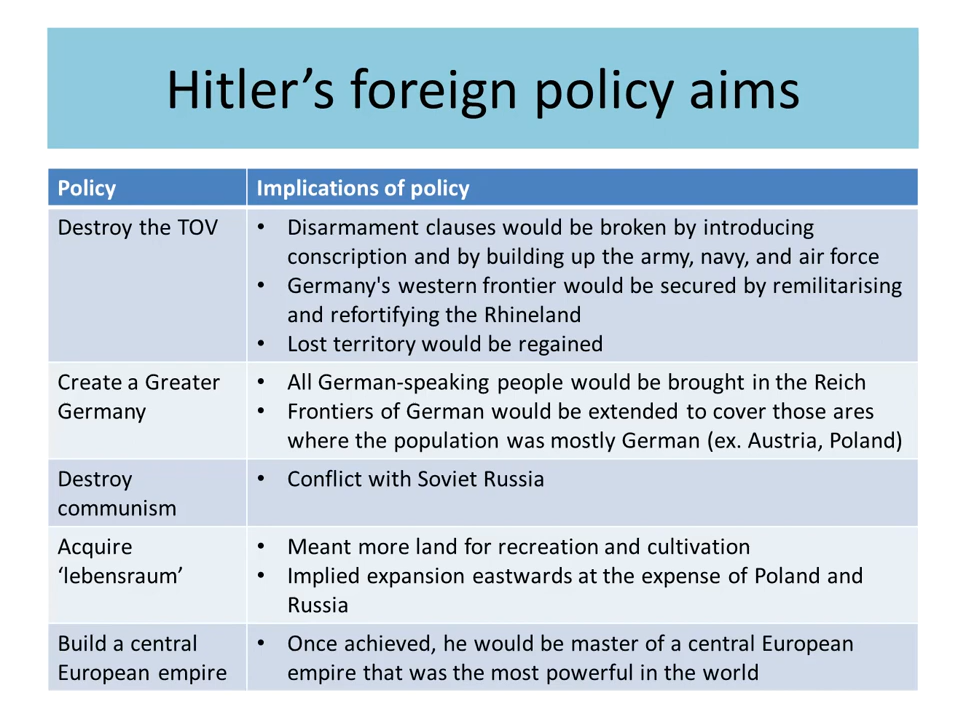 Hitler’s foreign policy aims
Policy
Implications of policy
Destroy the TOV
• Disarmament clauses would be broken by introducing
conscription and by building up the army, navy, and air force
• Germany's western frontier would be secured by remilitarising
and refortifying the Rhineland
• Lost territory would be regained
Create a Greater
Germany
• All German-speaking people would be brought in the Reich
• Frontiers of German would be extended to cover those ares
where the population was mostly German (ex. Austria, Poland)
Destroy
communism
• Conflict with Soviet Russia
Acquire
‘lebensraum’
• Meant more land for recreation and cultivation
• Implied expansion eastwards at the expense of Poland and
Russia
Build a central
European empire
• Once achieved, he would be master of a central European
empire that was the most powerful in the world